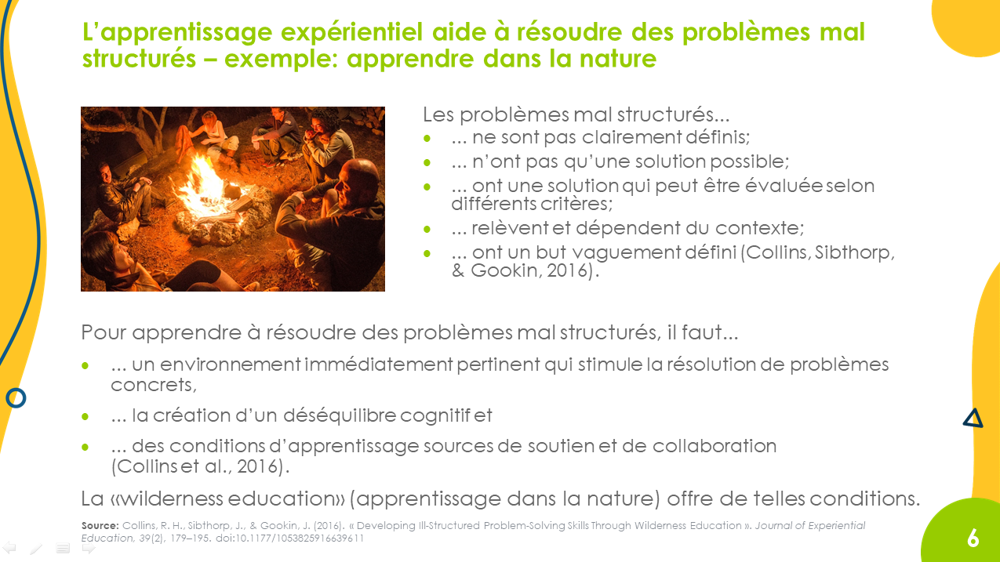 L’apprentissage expérientiel aide à résoudre des problèmes mal
structurés – exemple: apprendre dans la nature
Les problèmes mal structurés...
• ... ne sont pas clairement définis;
• ... n’ont pas qu’une solution possible;
• ... ont une solution qui peut être évaluée selon
différents critères;
• ... relèvent et dépendent du contexte;
• ... ont un but vaguement défini (Collins, Sibthorp,
& Gookin, 2016).
Pour apprendre à résoudre des problèmes mal structurés, il faut...
• ... un environnement immédiatement pertinent qui stimule la résolution de problèmes
concrets,
• ... la création d’un déséquilibre cognitif et
• ... des conditions d’apprentissage sources de soutien et de collaboration
(Collins et al., 2016).
La «wilderness education» (apprentissage dans la nature) offre de telles conditions.
Source: Collins, R. H., Sibthorp, J., & Gookin, J. (2016). « Developing Ill-Structured Problem-Solving Skills Through Wilderness Education ». Journal of Experiential
Education, 39(2), 179–195. doi:10.1177/1053825916639611
6